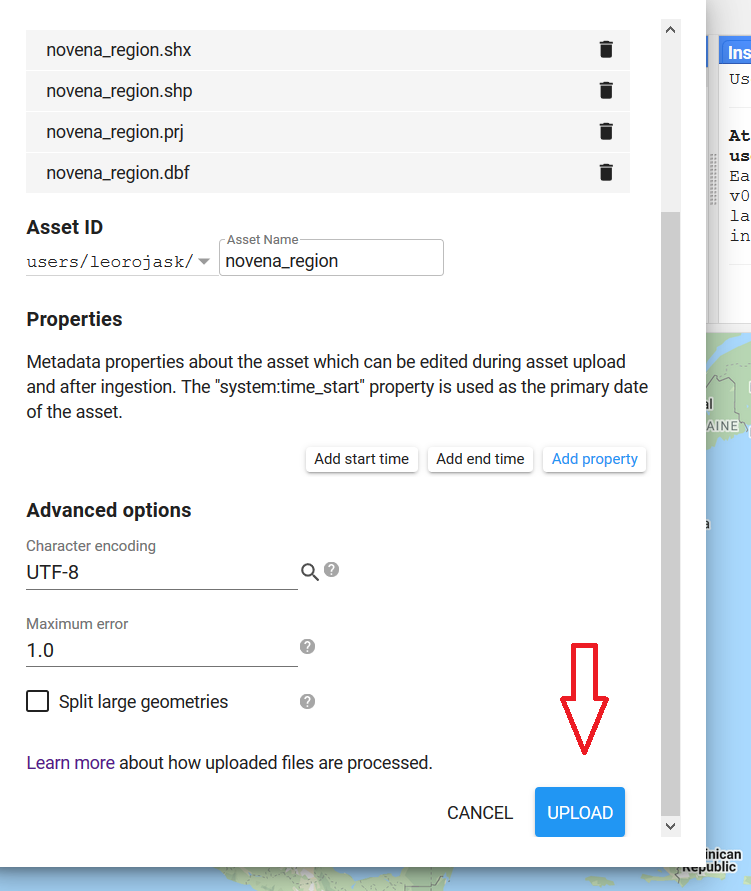 novena_region.shx
novena_region.shp
novena_region.prj
novena_region.dbf
Asset ID
Asset Name
users/leorojask/
novena_region
Properties
Metadata properties about the asset which can be edited during asset upload
and after ingestion. The "system:time_start" property is used as the primary date
of the asset.
Add start time
Add end time
Add property
Advanced options
Character encoding
UTF-8
Maximum error
1.0
Split large geometries
Learn more about how uploaded files are processed.
CANCEL
UPLOAD
Ins
Us
At
us
Ea
v0
la
in
al
AINE
a
inican
Republic